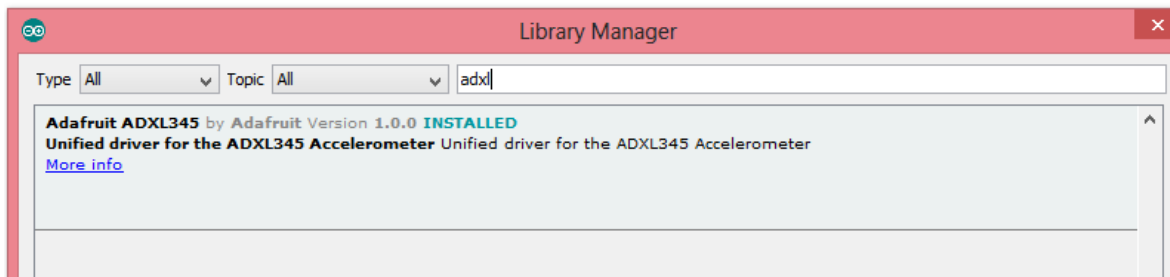 Library Manager
Type All Topic All adxl
Adafruit ADXL345 by Adafruit Version 1.0.0 INSTALLED
Unified driver for the ADXL345 Accelerometer Unified driver for the ADXL345 Accelerometer
More info